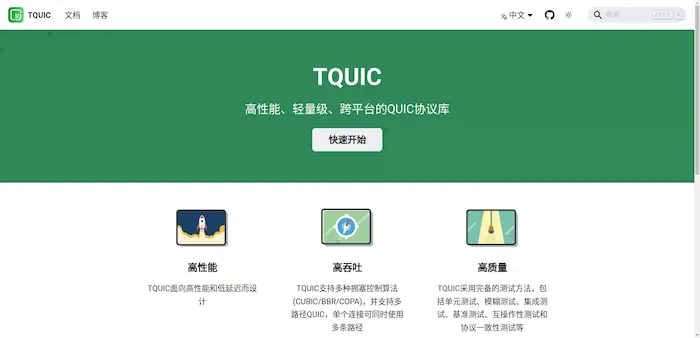 TQUIC 文档 博客 中文 搜索
TQUIC
高性能、轻量级、跨平台的QUIC协议库
快速开始
高性能
TQUIC面向高性能和低延迟而设
计
高吞吐
TQUIC支持多种拥塞控制算法
(CUBIC/BBR/COPA)，并支持多
路径QUIC，单个连接可同时使用
多条路径
高质量
TQUIC采用完备的测试方法，包
括单元测试、模糊测试、集成测
试、基准测试、互操作性测试和
协议一致性测试等